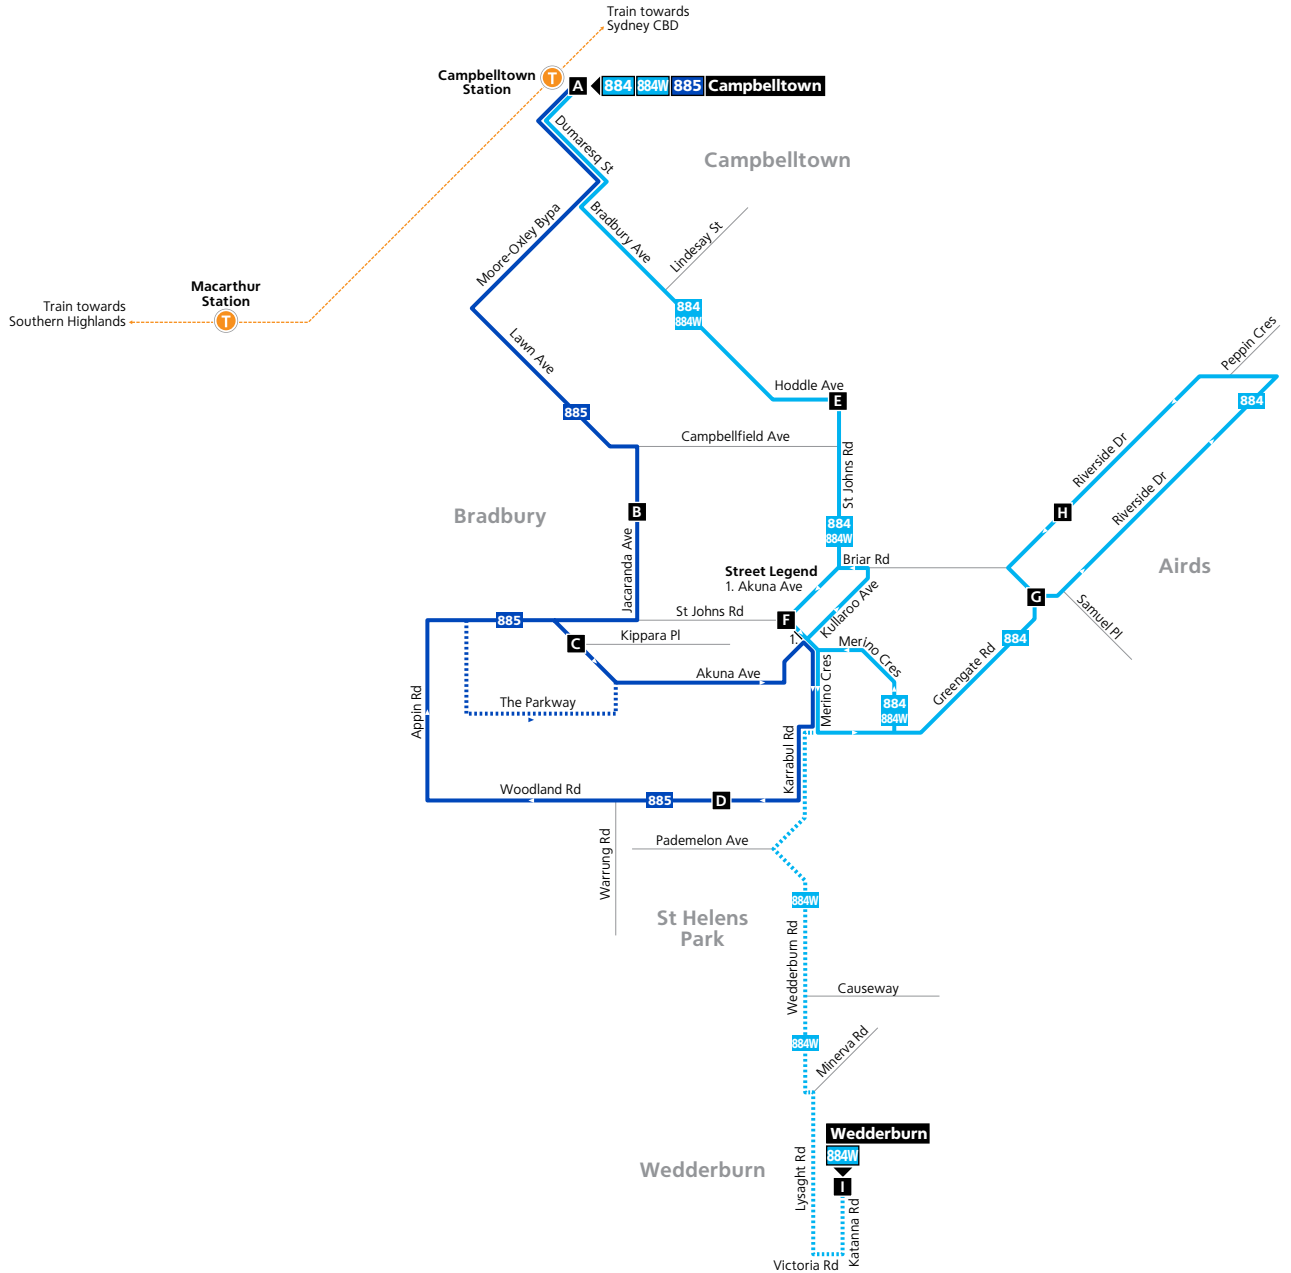 Train towards
Sydney CBD
Campbelltown
Station
T
A
884
884W
885
Campbelltown
Dumaresq St
Campbelltown
Moore-Oxley Bypa
Bradbury Ave
Lindesay St
Macarthur
Station
T
Train towards
Southern Highlands
884
884W
Lawn Ave
Peppin Cres
Hoddle Ave
E
884
885
Campbellfield Ave
St Johns Rd
Riverside Dr
Riverside Dr
B
H
Bradbury
884
884W
Jacaranda Ave
Briar Rd
Airds
Street Legend
1. Akuna Ave
Kullaroo Ave
G
Samuel Pl
885
St Johns Rd
F
1.
C
Kippara Pl
Merino Cres
884
Greengate Rd
Akuna Ave
Merino Cres
The Parkway
884
884W
Appin Rd
Karrabul Rd
Woodland Rd
885
D
Warrung Rd
Pademelon Ave
884W
St Helens
Park
Wedderburn Rd
Causeway
884W
Minerva Rd
Wedderburn
884W
Wedderburn
I
Lysaght Rd
Katanna Rd
Victoria Rd